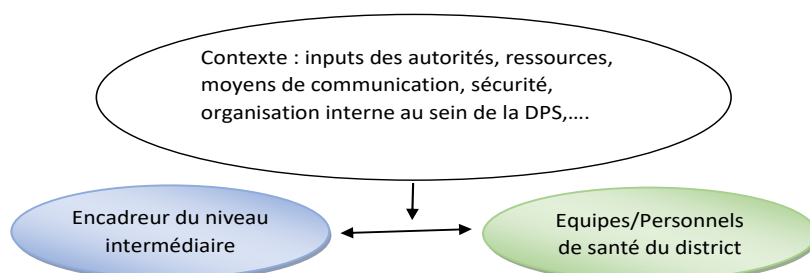 Contexte : inputs des autorités, ressources,
moyens de communication, sécurité,
organisation interne au sein de la DPS,....
Encadreur du niveau
intermédiaire
Equipes/Personnels
de santé du district